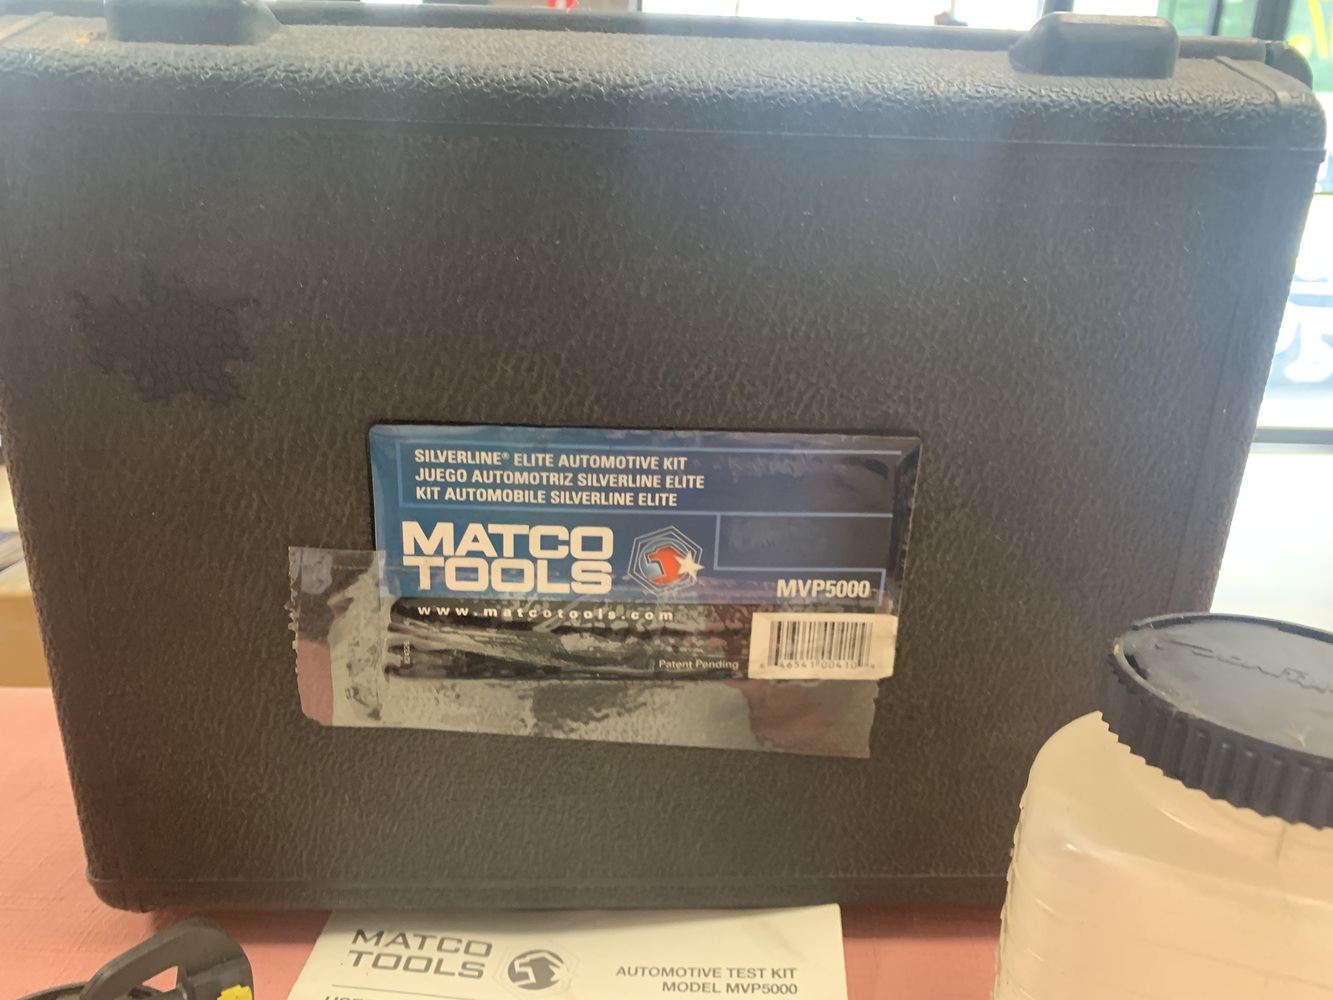 SILVERLINE® ELITE AUTOMOTIVE KIT
JUEGO AUTOMOTRIZ SILVERLINE ELITE
KIT AUTOMOBILE SILVERLINE ELITE
MATCO
TOOLS
MVP5000
www.matcotools.com
Patent Pending
MATCO
TOOLS
AUTOMOTIVE TEST KIT
MODEL MVP5000